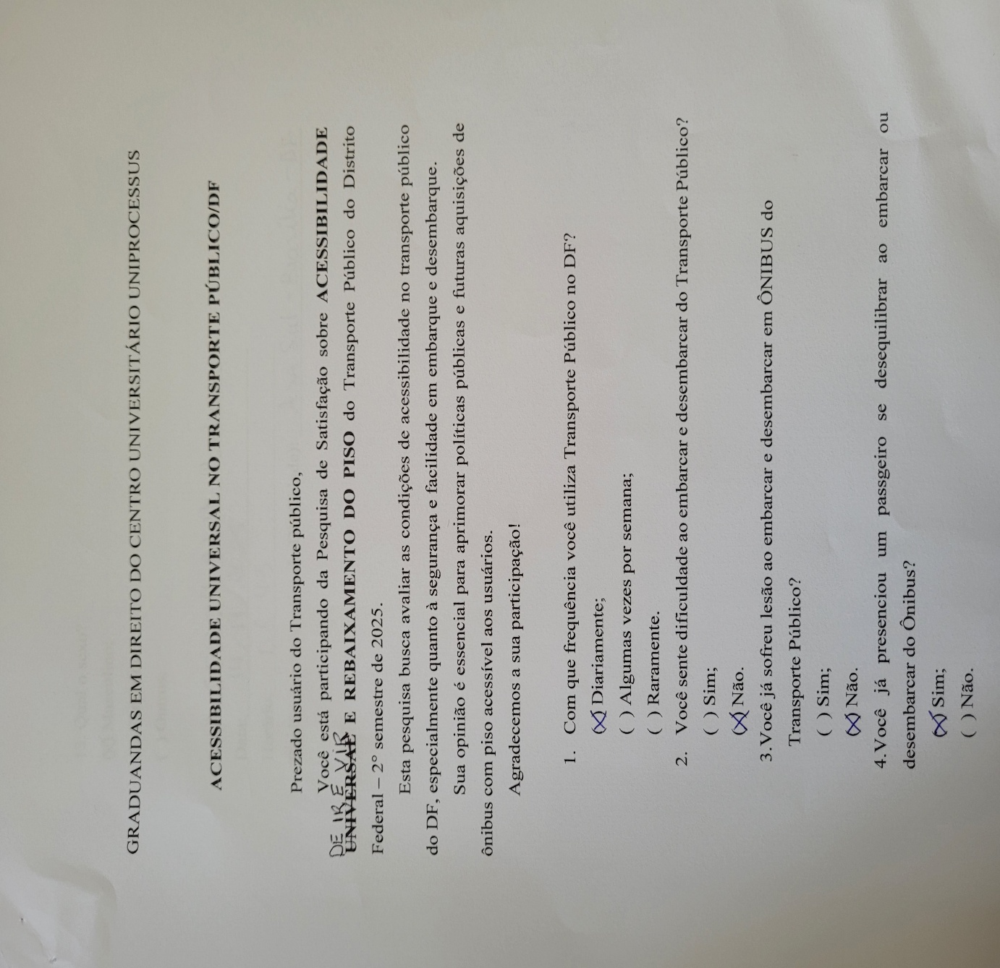 GRADUANDAS EM DIREITO DO CENTRO UNIVERSITÁRIO UNIPROCESSUS
ACESSIBILIDADE UNIVERSAL NO TRANSPORTE PÚBLICO/DF
Prezado usuário do Transporte público,
Você está participando da Pesquisa de Satisfação sobre ACESSIBILIDADE
DE IR E VIR
UNIVERSAL E REBAIXAMENTO DO PISO do Transporte Público do Distrito
Federal – 2° semestre de 2025.
Esta pesquisa busca avaliar as condições de acessibilidade no transporte público
do DF, especialmente quanto à segurança e facilidade em embarque e desembarque.
Sua opinião é essencial para aprimorar políticas públicas e futuras aquisições de
ônibus com piso acessível aos usuários.
Agradecemos a sua participação!
1. Com que frequência você utiliza Transporte Público no DF?
(X) Diariamente;
( ) Algumas vezes por semana;
( ) Raramente.
2. Você sente dificuldade ao embarcar e desembarcar do Transporte Público?
( ) Sim;
(X) Não.
3.Você já sofreu lesão ao embarcar e desembarcar em ÔNIBUS do
Transporte Público?
( ) Sim;
(X) Não.
4.Você já presenciou um passgeiro se desequilibrar ao embarcar ou
desembarcar do Ônibus?
(X) Sim;
( ) Não.